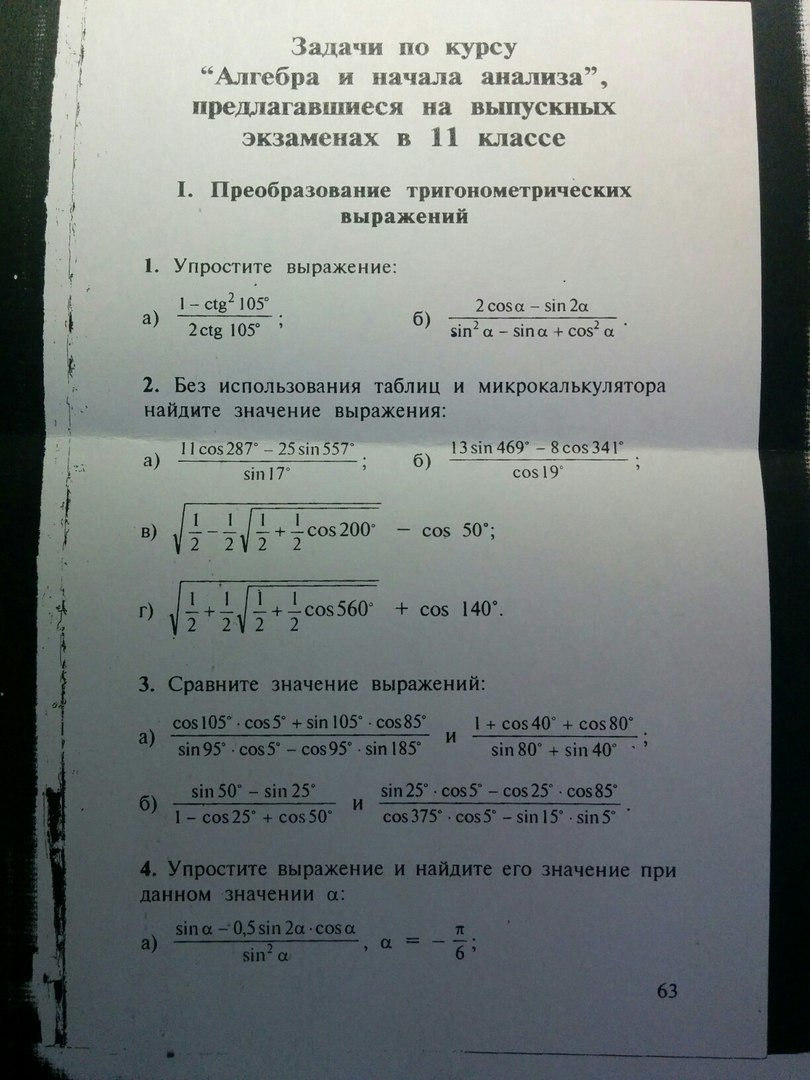 Задачи по курсу
“Алгебра и начала анализа”,
предлагавшиеся на выпускных
экзаменах в 11 классе
I. Преобразование тригонометрических
выражений
1. Упростите выражение:
а) (1 − ctg² 105°)/(2 ctg 105°) ; б) (2 cos α − sin 2α)/(sin² α − sin α + cos² α) .
2. Без использования таблиц и микрокалькулятора
найдите значение выражения:
а) (11 cos 287° − 25 sin 557°)/(sin 17°) ; б) (13 sin 469° − 8 cos 341°)/(cos 19°) ;
в) √(1/2 − 1/2 √(1/2 + 1/2 cos 200°)) − cos 50°;
г) √(1/2 + 1/2 √(1/2 + 1/2 cos 560°)) + cos 140°.
3. Сравните значение выражений:
а) (cos 105° · cos 5° + sin 105° · cos 85°)/(sin 95° · cos 5° − cos 95° · sin 185°) и (1 + cos 40° + cos 80°)/(sin 80° + sin 40°) ;
б) (sin 50° − sin 25°)/(1 − cos 25° + cos 50°) и (sin 25° · cos 5° − cos 25° · cos 85°)/(cos 375° · cos 5° − sin 15° · sin 5°) .
4. Упростите выражение и найдите его значение при
данном значении α:
а) (sin α − 0,5 sin 2α · cos α)/(sin² α) , α = − π/6 ;
63